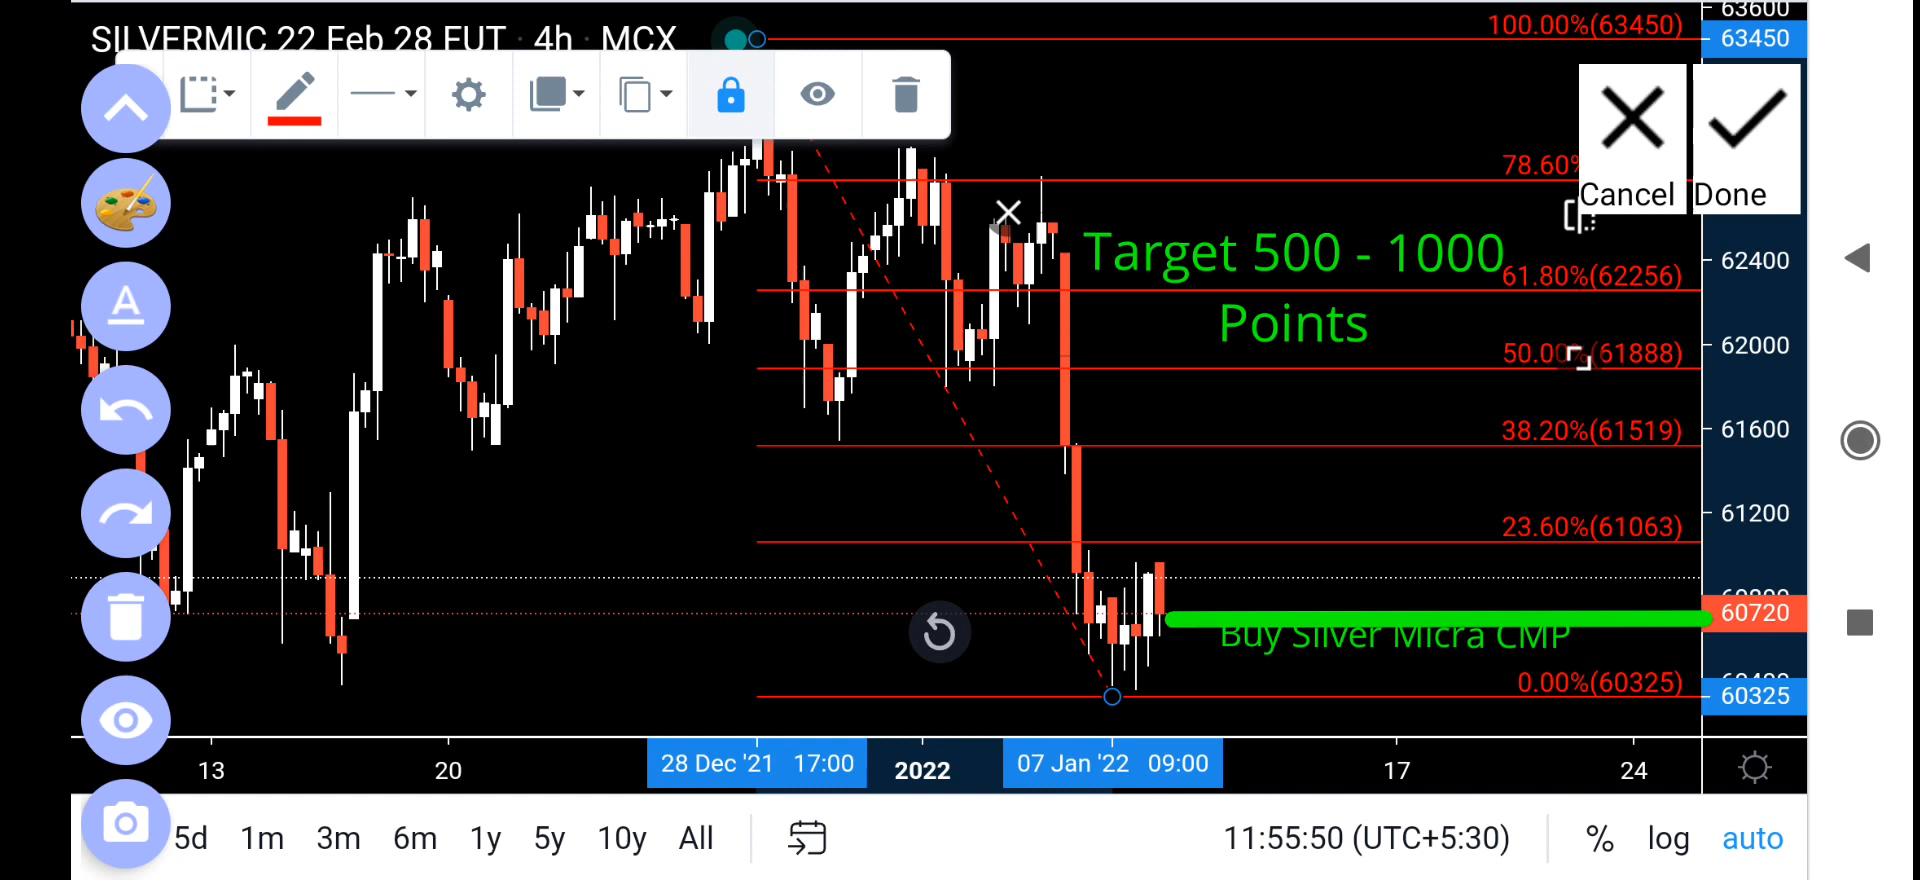 63600
SILVERMIC 22 Feb 28 FUT · 4h · MCX
100.00%(63450)
63450
78.60%
Cancel
Done
Target 500 - 1000
62400
61.80%(62256)
Points
62000
50.00%(61888)
38.20%(61519)
61600
61200
23.60%(61063)
60720
Buy Silver Micra CMP
0.00%(60325)
60325
13
20
28 Dec '21 17:00
2022
07 Jan '22 09:00
17
24
5d
1m
3m
6m
1y
5y
10y
All
11:55:50 (UTC+5:30)
%
log
auto
A